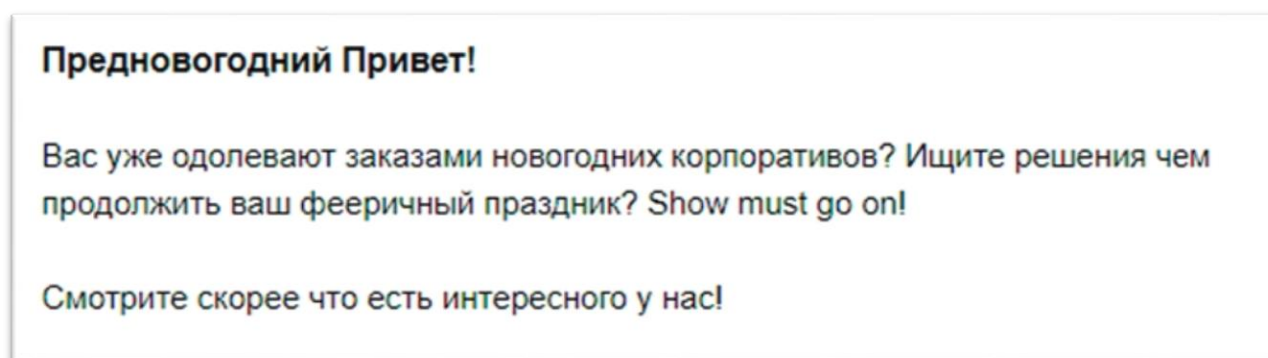 Предновогодний Привет!
Вас уже одолевают заказами новогодних корпоративов? Ищите решения чем
продолжить ваш фееричный праздник? Show must go on!
Смотрите скорее что есть интересного у нас!